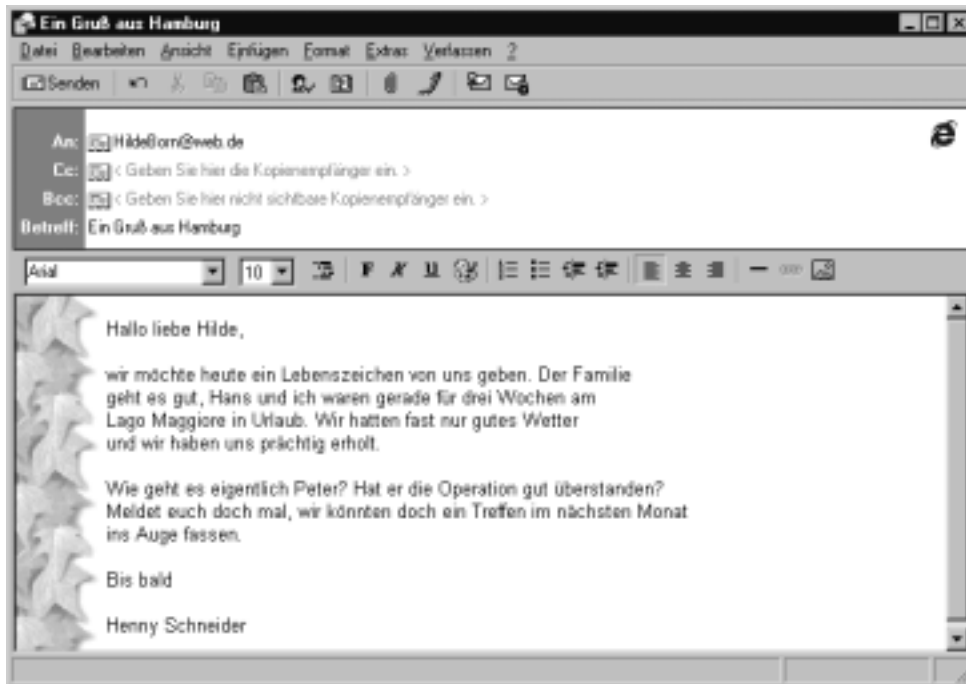 Ein Gruß aus Hamburg
Datei Bearbeiten Ansicht Einfügen Format Extras Verlassen ?
Senden
An: HildeBorn@web.de
Cc: < Geben Sie hier die Kopienempfänger ein. >
Bcc: < Geben Sie hier nicht sichtbare Kopienempfänger ein. >
Betreff: Ein Gruß aus Hamburg
Arial 10 F K U
Hallo liebe Hilde,
wir möchte heute ein Lebenszeichen von uns geben. Der Familie
geht es gut, Hans und ich waren gerade für drei Wochen am
Lago Maggiore in Urlaub. Wir hatten fast nur gutes Wetter
und wir haben uns prächtig erholt.
Wie geht es eigentlich Peter? Hat er die Operation gut überstanden?
Meldet euch doch mal, wir könnten doch ein Treffen im nächsten Monat
ins Auge fassen.
Bis bald
Henny Schneider